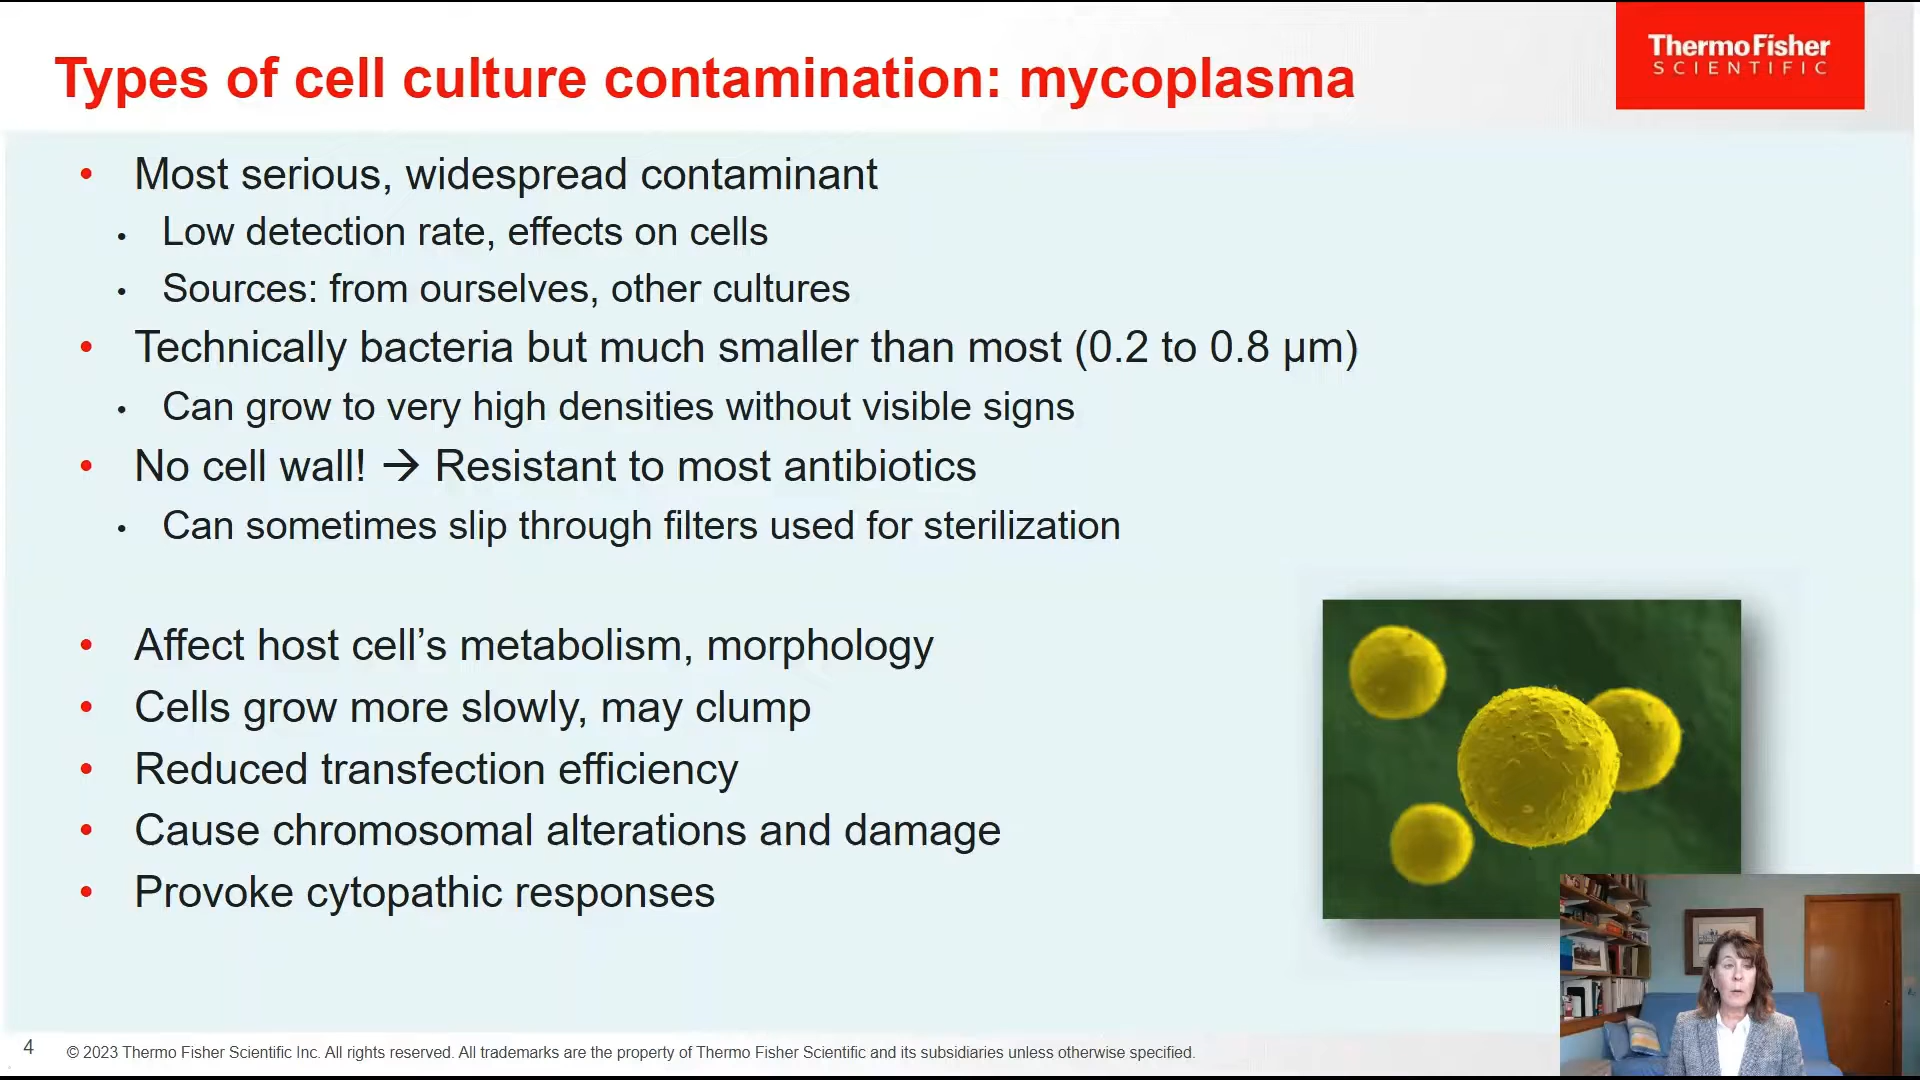 Types of cell culture contamination: mycoplasma
ThermoFisher
SCIENTIFIC
• Most serious, widespread contaminant
• Low detection rate, effects on cells
• Sources: from ourselves, other cultures
• Technically bacteria but much smaller than most (0.2 to 0.8 µm)
• Can grow to very high densities without visible signs
• No cell wall! → Resistant to most antibiotics
• Can sometimes slip through filters used for sterilization
• Affect host cell’s metabolism, morphology
• Cells grow more slowly, may clump
• Reduced transfection efficiency
• Cause chromosomal alterations and damage
• Provoke cytopathic responses
4 © 2023 Thermo Fisher Scientific Inc. All rights reserved. All trademarks are the property of Thermo Fisher Scientific and its subsidiaries unless otherwise specified.